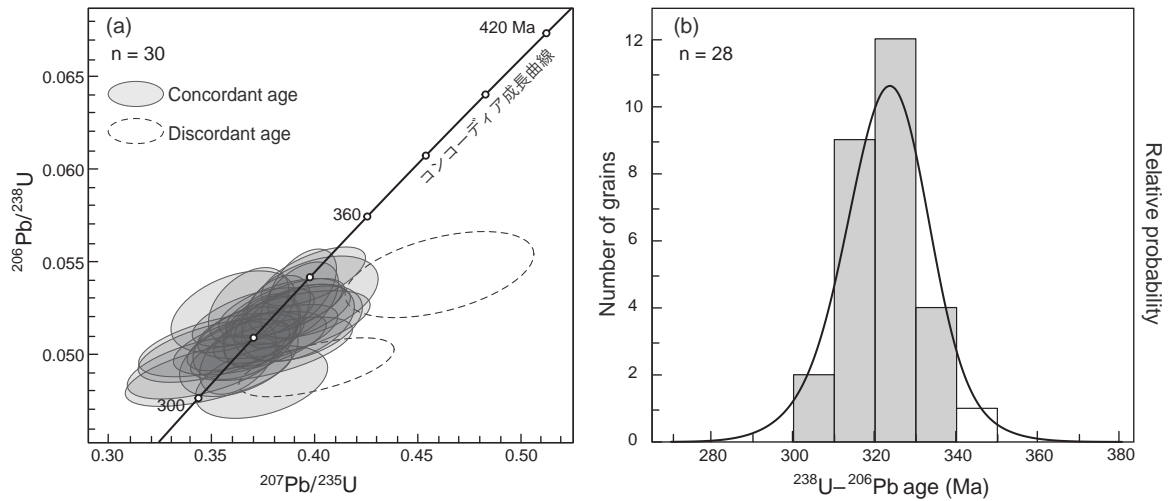 (a)
n = 30
Concordant age
Discordant age
420 Ma
コンコーディア成長曲線
360
300
0.065
0.060
0.055
0.050
0.30 0.35 0.40 0.45 0.50
206Pb/238U
207Pb/235U
(b)
n = 28
12
10
8
6
4
2
0
280 300 320 340 360 380
Number of grains
Relative probability
238U–206Pb age (Ma)